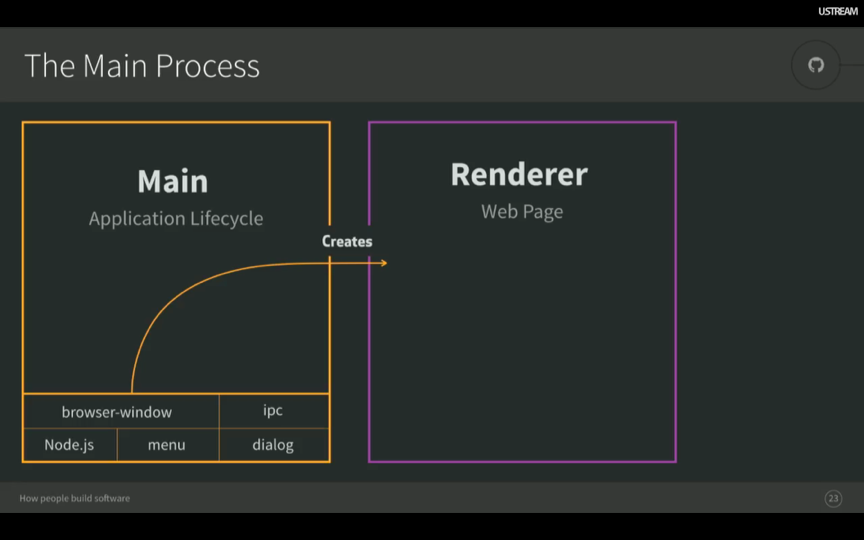 USTREAM
The Main Process
Main
Application Lifecycle
Renderer
Web Page
Creates
browser-window
ipc
Node.js
menu
dialog
How people build software
23